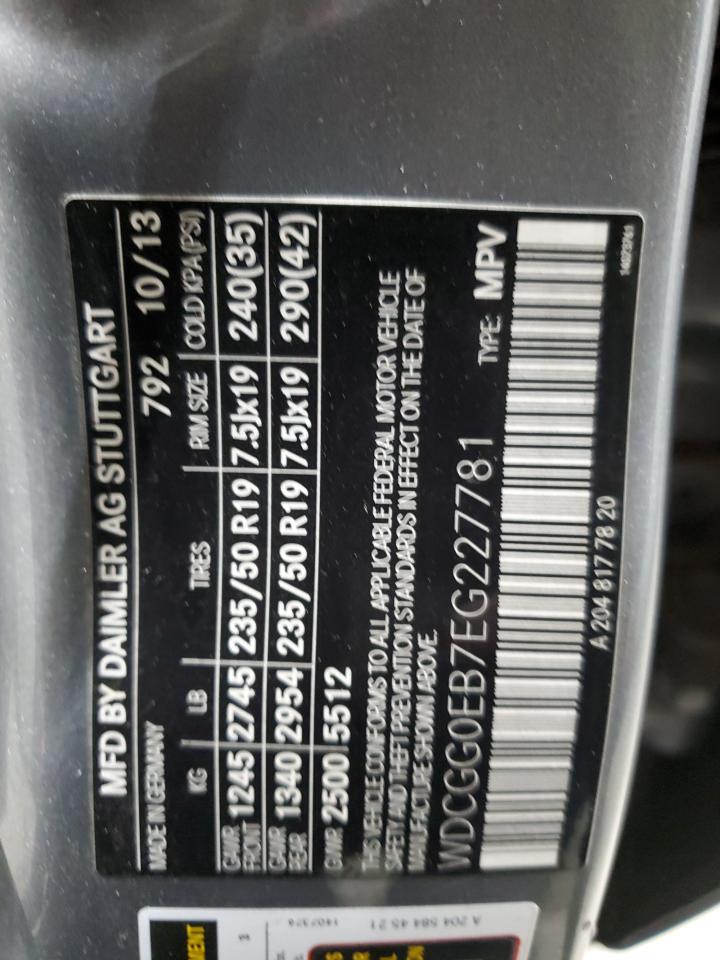 MFD BY DAIMLER AG STUTTGART
MADE IN GERMANY 792 10/13
KG LB TIRES RIM SIZE COLD KPA(PSI)
GAWR FRONT 1245 2745 235/50 R19 7.5Jx19 240(35)
GAWR REAR 1340 2954 235/50 R19 7.5Jx19 290(42)
GWR 2500 5512
THIS VEHICLE CONFORMS TO ALL APPLICABLE FEDERAL MOTOR VEHICLE
SAFETY AND THEFT PREVENTION STANDARDS IN EFFECT ON THE DATE OF
MANUFACTURE SHOWN ABOVE.
WDCGG0EB7EG227781 TYPE: MPV
A 204 817 78 20
A 204 584 45 21